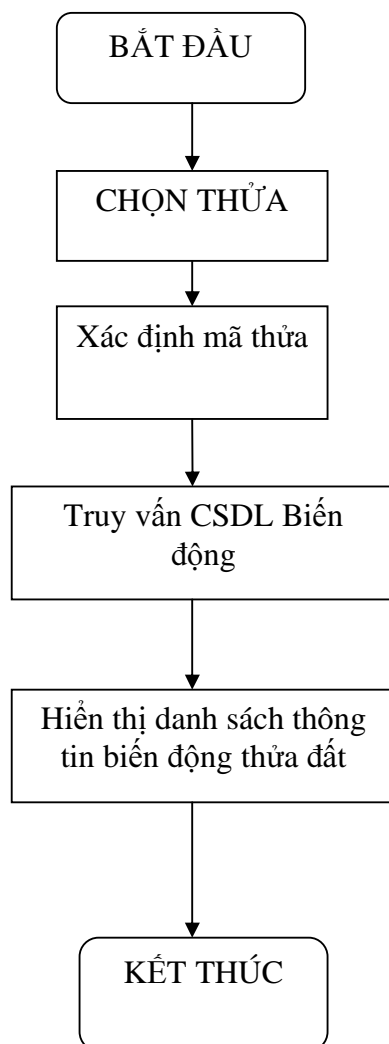 BẮT ĐẦU
CHỌN THỬA
Xác định mã thửa
Truy vấn CSDL Biến
động
Hiển thị danh sách thông
tin biến động thửa đất
KẾT THÚC